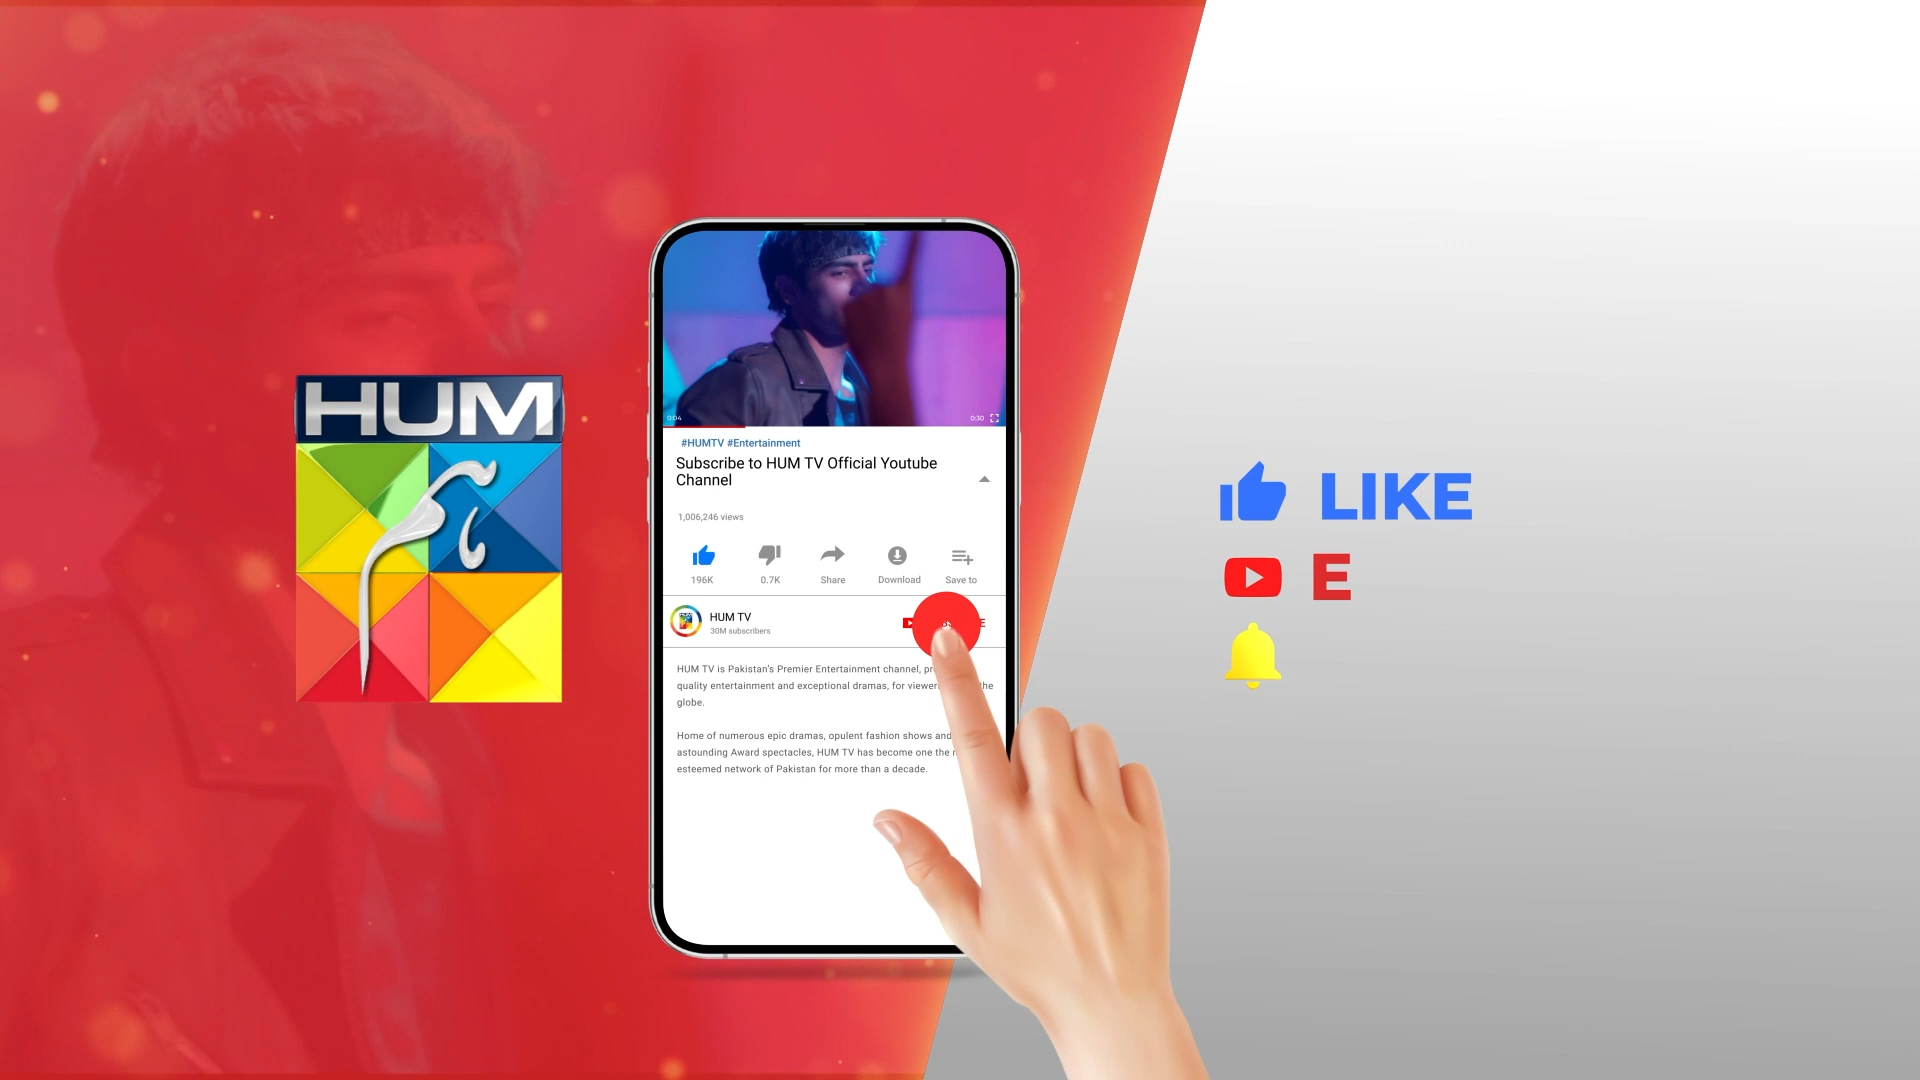 HUM
ہم
0:04
0:30
#HUMTV #Entertainment
Subscribe to HUM TV Official Youtube
Channel
1,006,246 views
196K
0.7K
Share
Download
Save to
HUM TV
30M subscribers
E
HUM TV is Pakistan's Premier Entertainment channel,
quality entertainment and exceptional dramas, for the
globe.
Home of numerous epic dramas, opulent fashion shows and
astounding Award spectacles, HUM TV has become one the
esteemed network of Pakistan for more than a decade.
LIKE
E